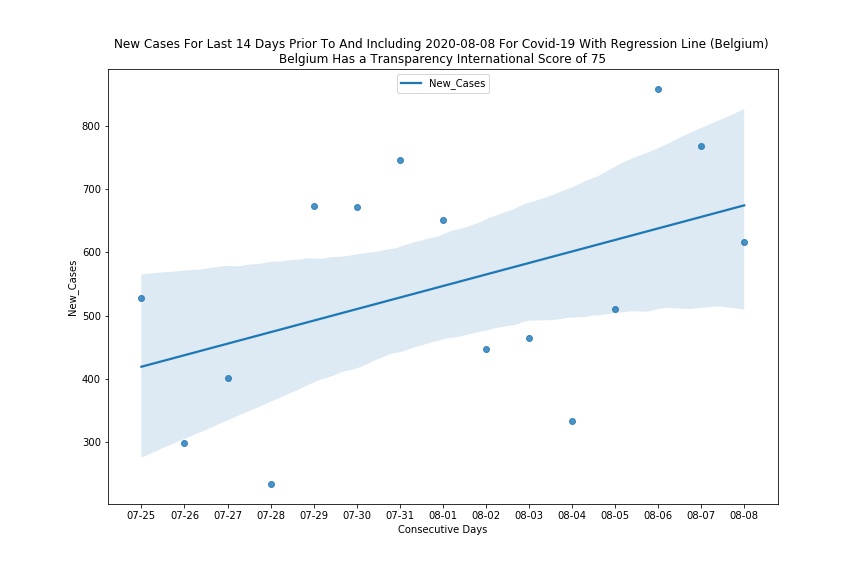 New Cases For Last 14 Days Prior To And Including 2020-08-08 For Covid-19 With Regression Line (Belgium)
Belgium Has a Transparency International Score of 75
New_Cases
800
700
600
500
400
300
New_Cases
07-25 07-26 07-27 07-28 07-29 07-30 07-31 08-01 08-02 08-03 08-04 08-05 08-06 08-07 08-08
Consecutive Days